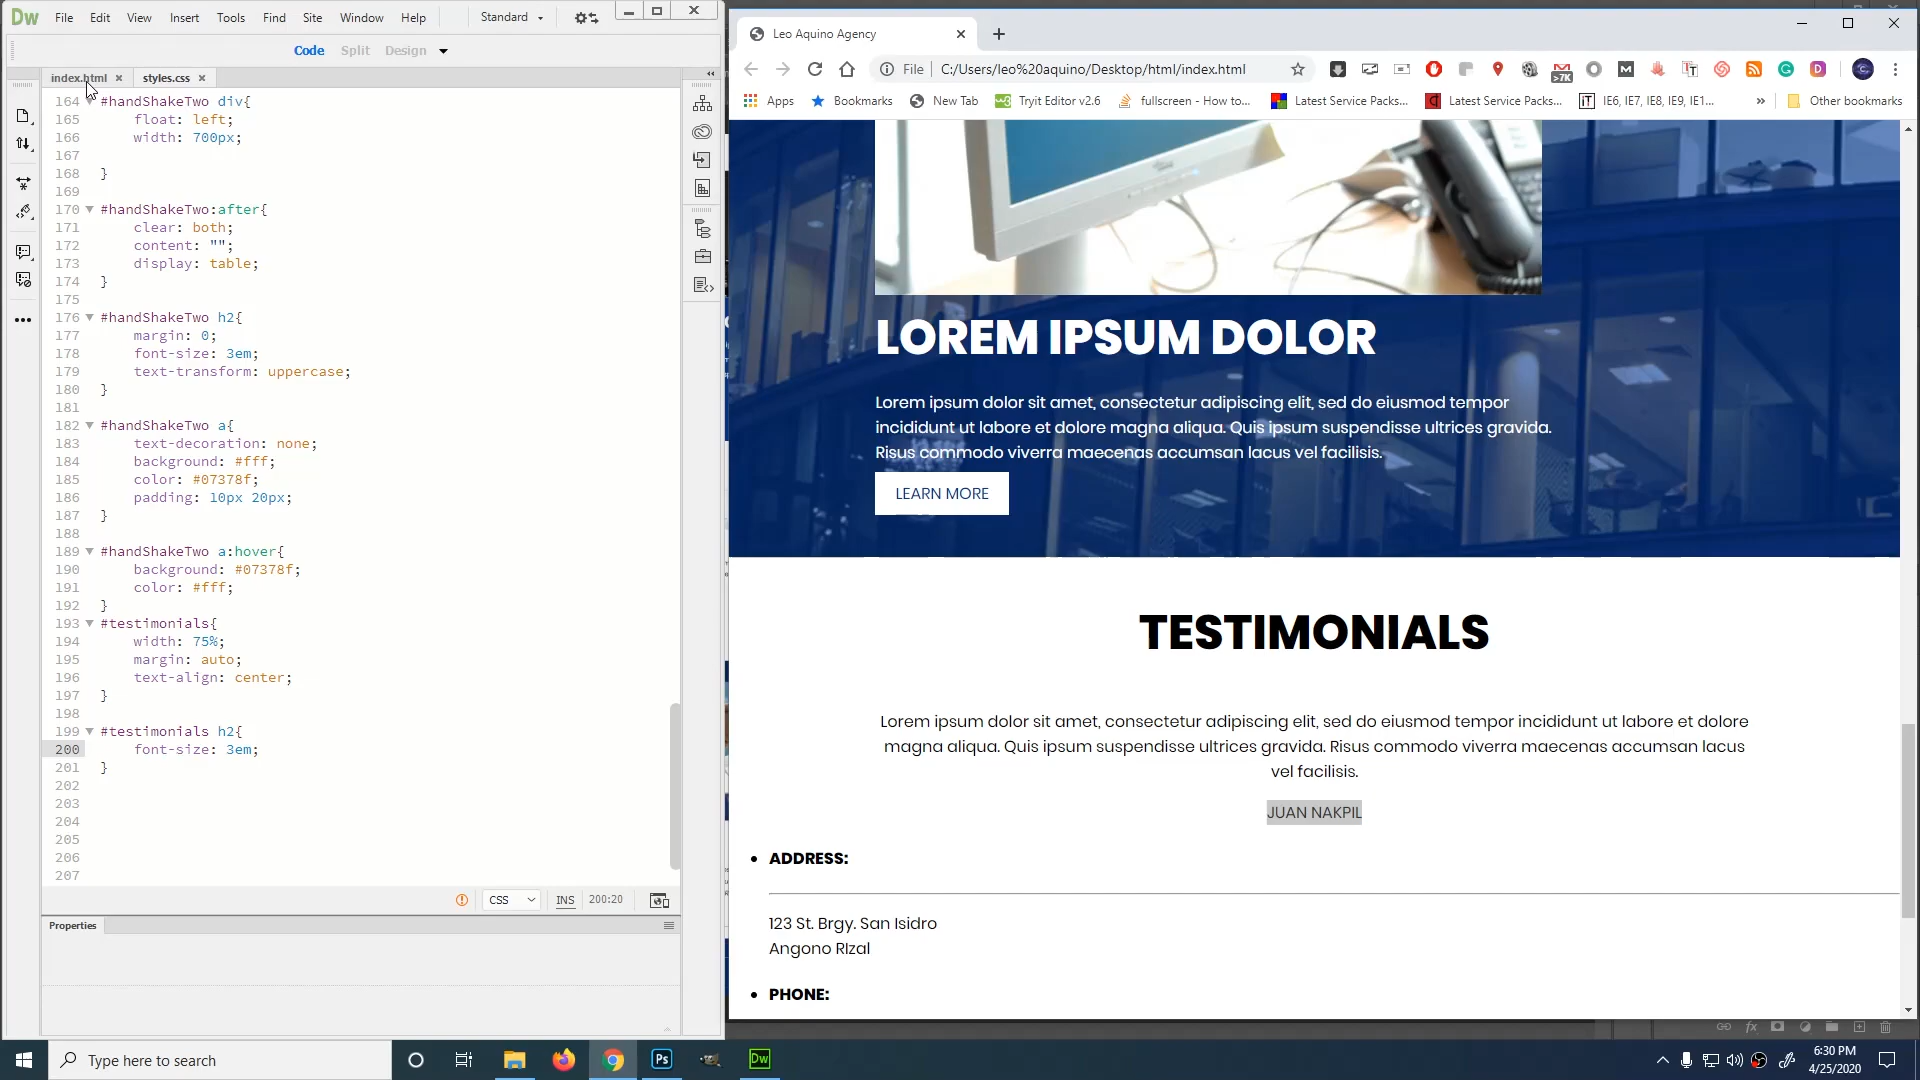 Dw File Edit View Insert Tools Find Site Window Help Standard
Code Split Design
index.html styles.css
164 #handShakeTwo div{
165 float: left;
166 width: 700px;
167
168 }
169
170 #handShakeTwo:after{
171 clear: both;
172 content: "";
173 display: table;
174 }
175
176 #handShakeTwo h2{
177 margin: 0;
178 font-size: 3em;
179 text-transform: uppercase;
180 }
181
182 #handShakeTwo a{
183 text-decoration: none;
184 background: #fff;
185 color: #07378f;
186 padding: 10px 20px;
187 }
188
189 #handShakeTwo a:hover{
190 background: #07378f;
191 color: #fff;
192 }
193 #testimonials{
194 width: 75%;
195 margin: auto;
196 text-align: center;
197 }
198
199 #testimonials h2{
200 font-size: 3em;
201 }
202
203
204
205
206
207
CSS INS 200:20
Properties
Leo Aquino Agency
File C:/Users/leo%20aquino/Desktop/html/index.html >7K
Apps Bookmarks New Tab Tryit Editor v2.6 fullscreen - How to... Latest Service Packs... Latest Service Packs... IE6, IE7, IE8, IE9, IE1... » Other bookmarks
LOREM IPSUM DOLOR
Lorem ipsum dolor sit amet, consectetur adipiscing elit, sed do eiusmod tempor
incididunt ut labore et dolore magna aliqua. Quis ipsum suspendisse ultrices gravida.
Risus commodo viverra maecenas accumsan lacus vel facilisis.
LEARN MORE
TESTIMONIALS
Lorem ipsum dolor sit amet, consectetur adipiscing elit, sed do eiusmod tempor incididunt ut labore et dolore
magna aliqua. Quis ipsum suspendisse ultrices gravida. Risus commodo viverra maecenas accumsan lacus
vel facilisis.
JUAN NAKPIL
ADDRESS:
123 St. Brgy. San Isidro
Angono RIzal
PHONE:
fx
Type here to search
Ps Dw
6:30 PM
4/25/2020